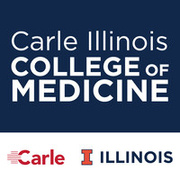 Carle Illinois
COLLEGE OF
MEDICINE
Carle I ILLINOIS